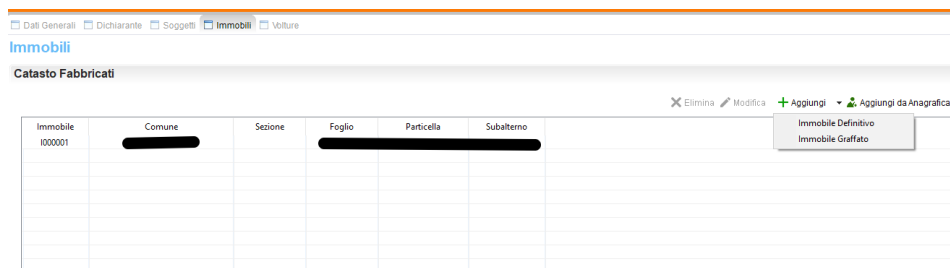 Dati Generali Dichiarante Soggetti Immobili Volture
Immobili
Catasto Fabbricati
Elimina Modifica Aggiungi Aggiungi da Anagrafica
Immobile Definitivo
Immobile Graffato
Immobile Comune Sezione Foglio Particella Subalterno
I000001